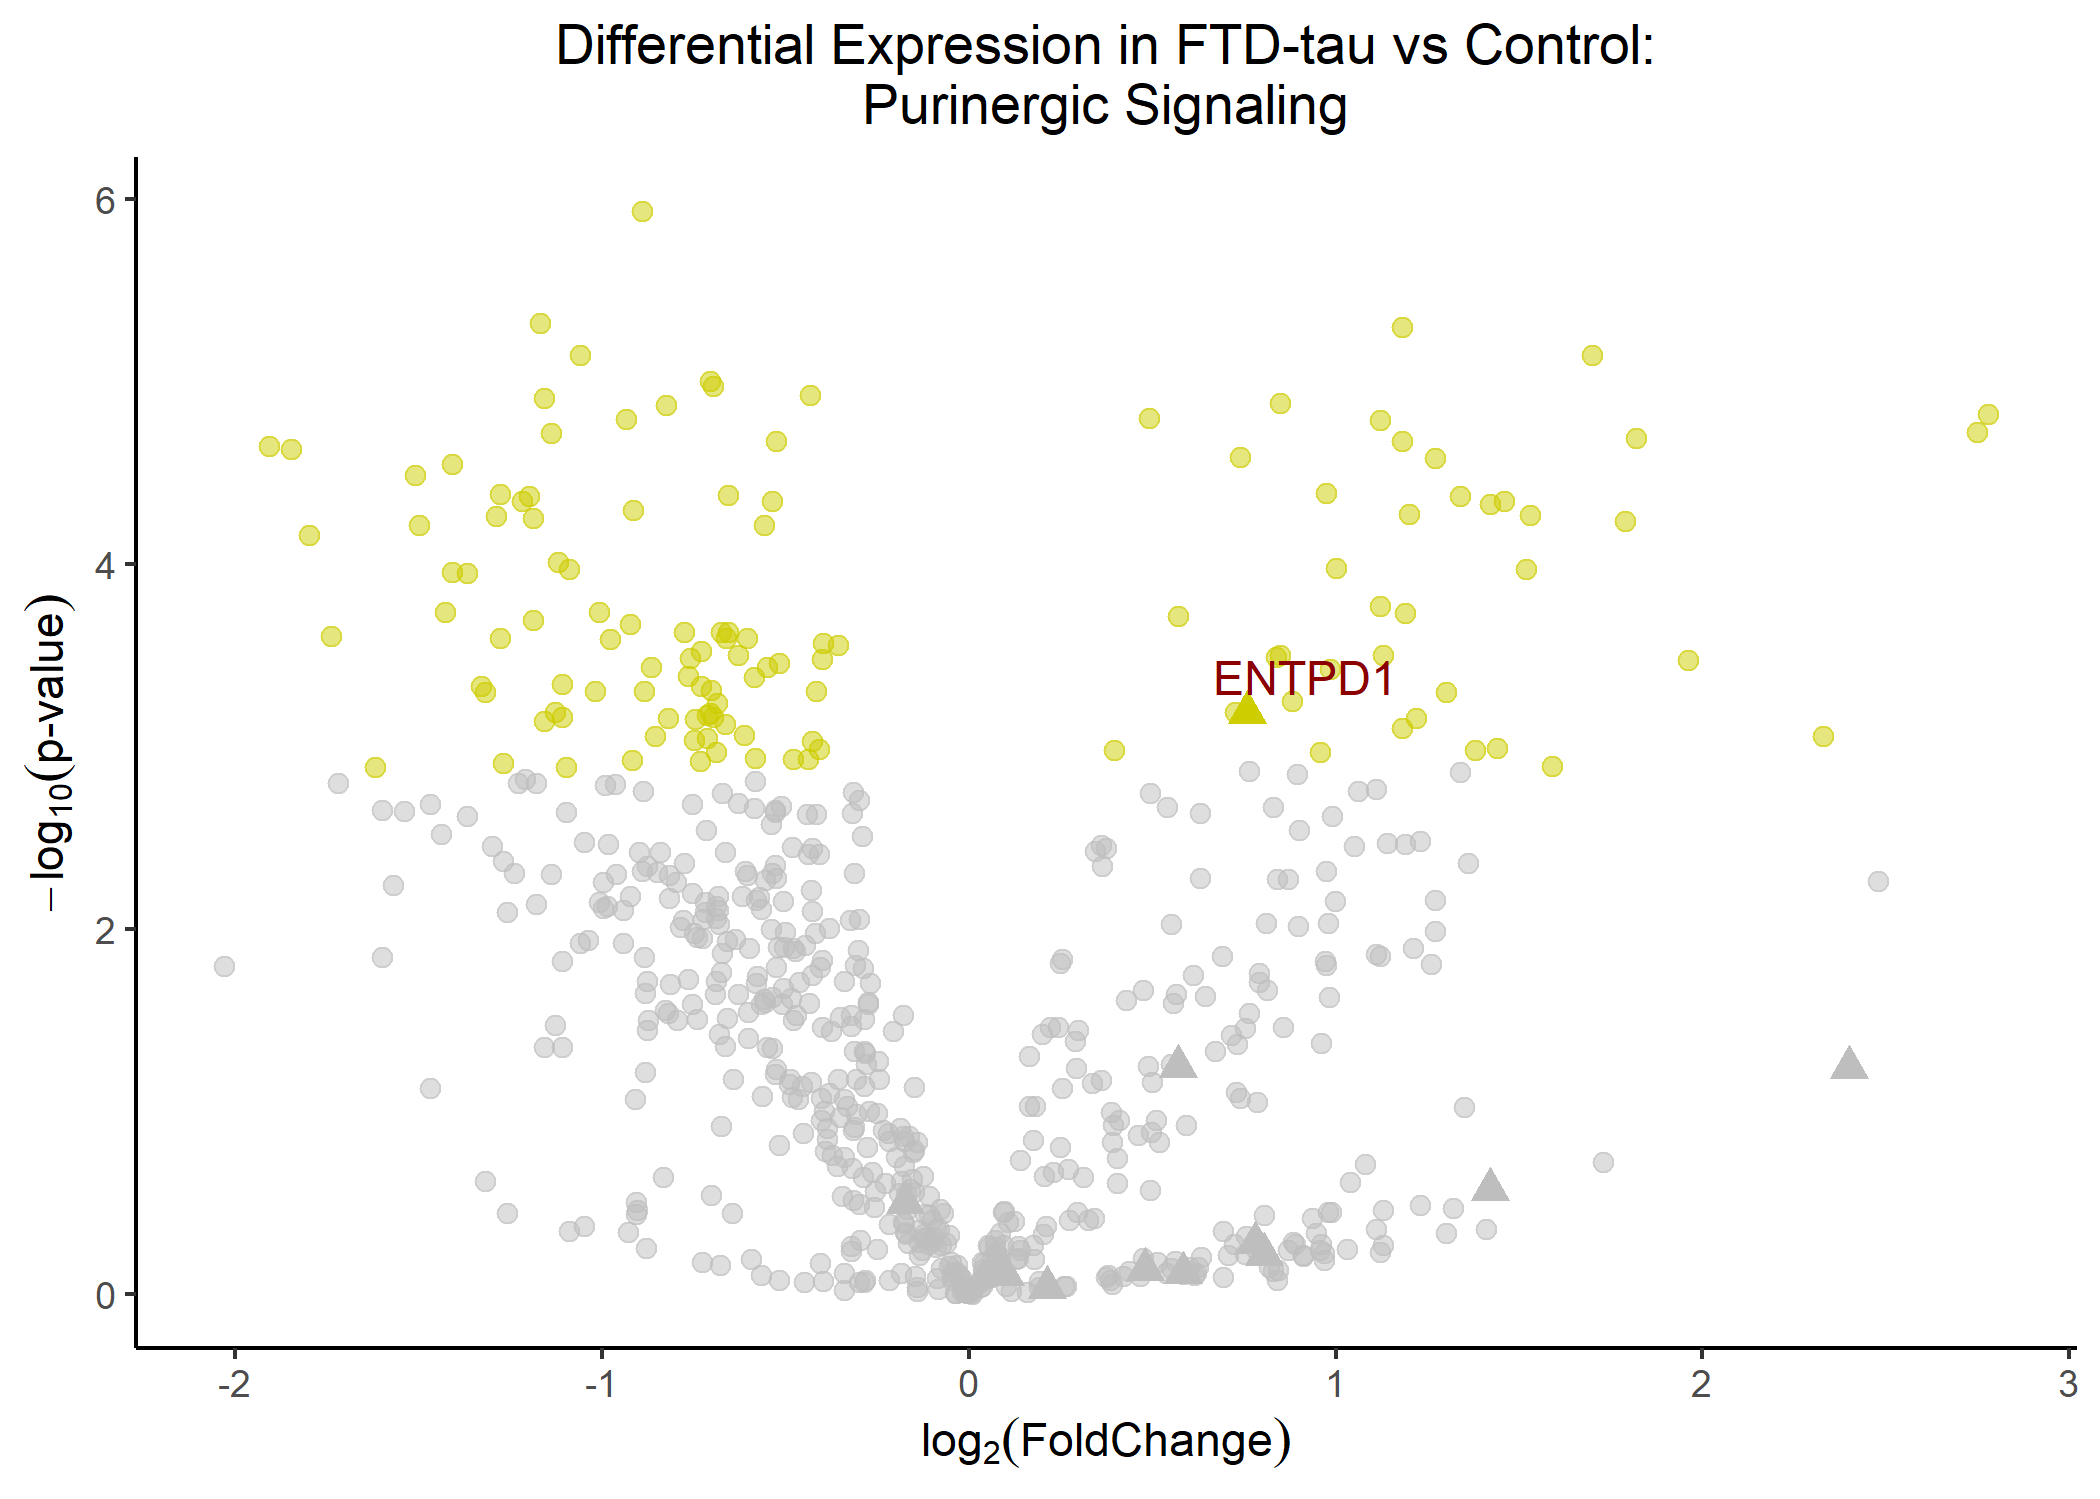 Differential Expression in FTD-tau vs Control:
Purinergic Signaling
6
4
2
0
−log10(p-value)
ENTPD1
-2
-1
0
1
2
3
log2(FoldChange)